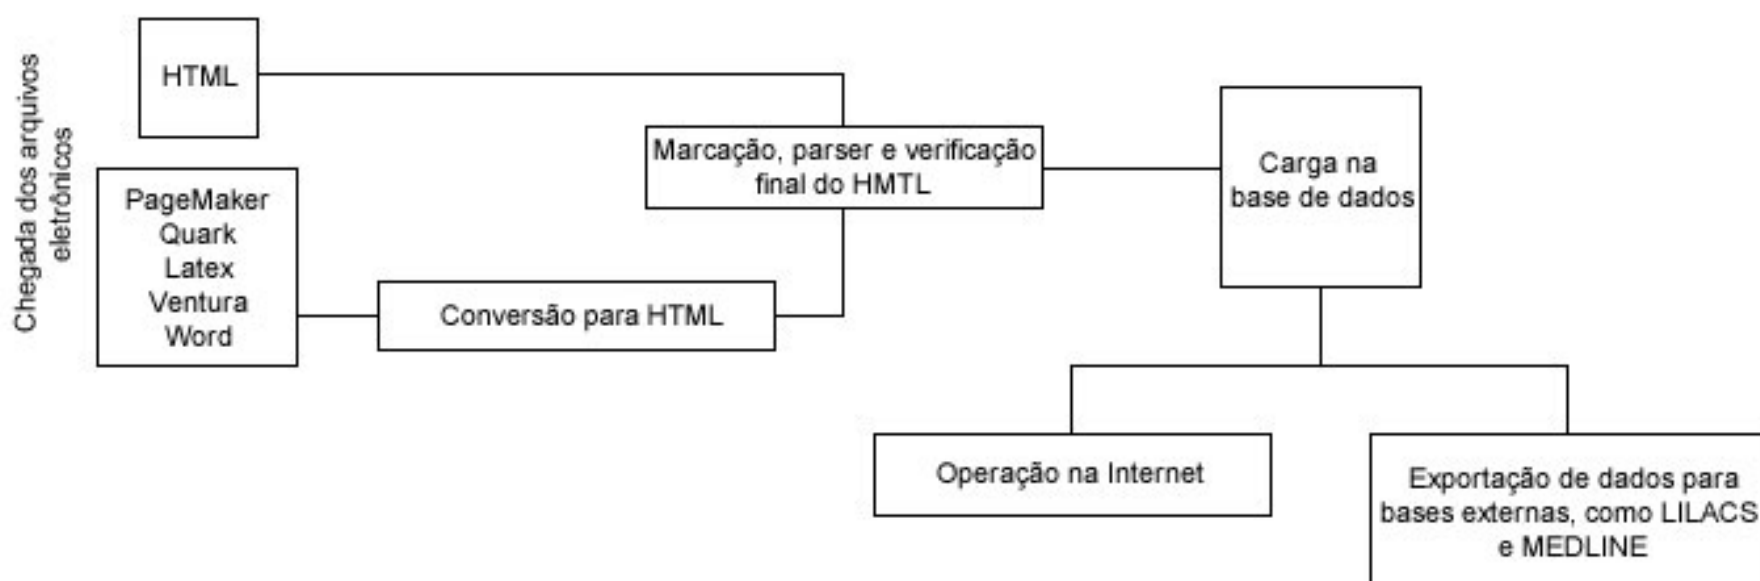 Chegada dos arquivos
eletrônicos
HTML
PageMaker
Quark
Latex
Ventura
Word
Conversão para HTML
Marcação, parser e verificação
final do HMTL
Carga na
base de dados
Operação na Internet
Exportação de dados para
bases externas, como LILACS
e MEDLINE